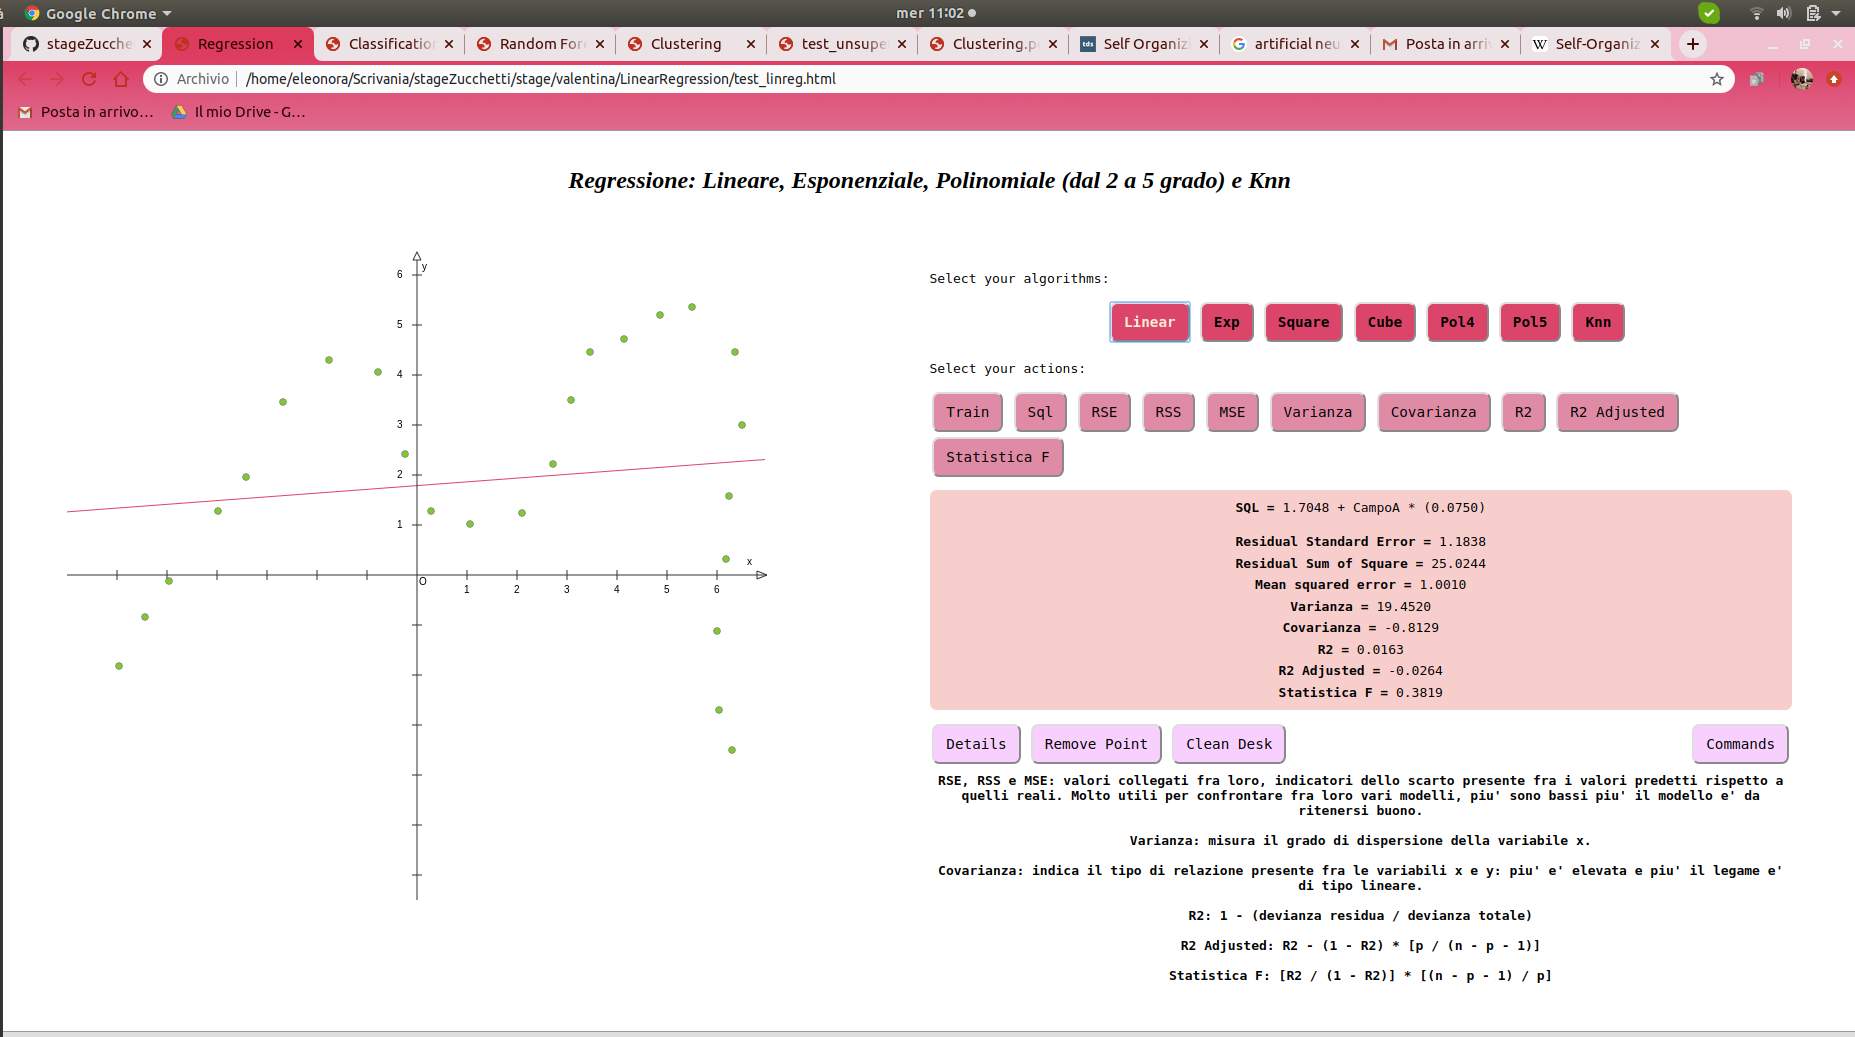 Google Chrome
mer 11:02
stageZucche
Regression
Classificatio
Random For
Clustering
test_unsupe
Clustering.p
tds
Self Organiz
artificial neu
Posta in arriv
Self-Organiz
Archivio
/home/eleonora/Scrivania/stageZucchetti/stage/valentina/LinearRegression/test_linreg.html
Posta in arrivo…
Il mio Drive - G…
Regressione: Lineare, Esponenziale, Polinomiale (dal 2 a 5 grado) e Knn
y
6
5
4
3
2
1
x
O
1 2 3 4 5 6
Select your algorithms:
Linear Exp Square Cube Pol4 Pol5 Knn
Select your actions:
Train Sql RSE RSS MSE Varianza Covarianza R2 R2 Adjusted
Statistica F
SQL = 1.7048 + CampoA * (0.0750)
Residual Standard Error = 1.1838
Residual Sum of Square = 25.0244
Mean squared error = 1.0010
Varianza = 19.4520
Covarianza = -0.8129
R2 = 0.0163
R2 Adjusted = -0.0264
Statistica F = 0.3819
Details Remove Point Clean Desk Commands
RSE, RSS e MSE: valori collegati fra loro, indicatori dello scarto presente fra i valori predetti rispetto a
quelli reali. Molto utili per confrontare fra loro vari modelli, piu' sono bassi piu' il modello e' da
ritenersi buono.
Varianza: misura il grado di dispersione della variabile x.
Covarianza: indica il tipo di relazione presente fra le variabili x e y: piu' e' elevata e piu' il legame e'
di tipo lineare.
R2: 1 - (devianza residua / devianza totale)
R2 Adjusted: R2 - (1 - R2) * [p / (n - p - 1)]
Statistica F: [R2 / (1 - R2)] * [(n - p - 1) / p]